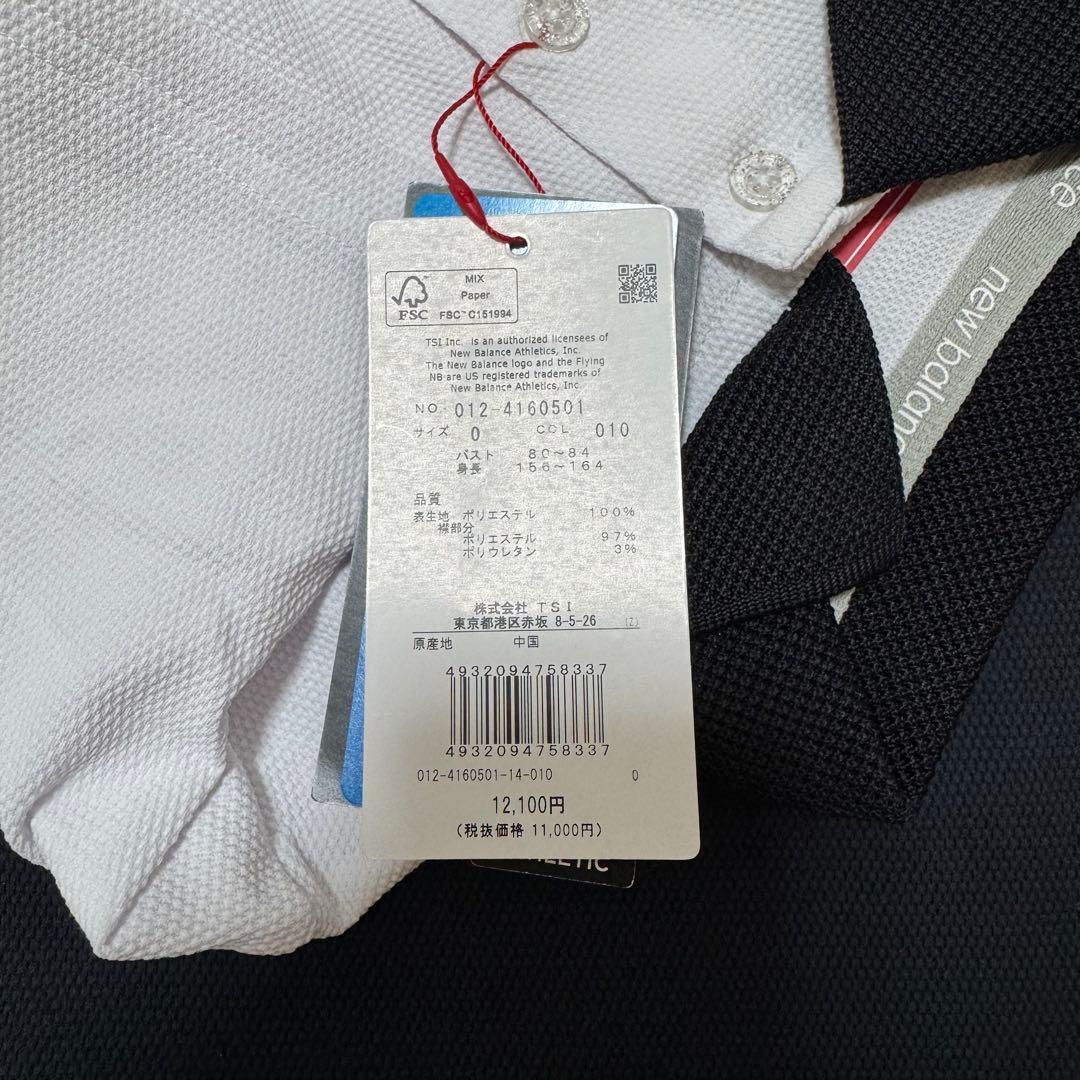 MIX
Paper
FSC™ C151994
FSC
TSI Inc. is an authorized licensees of
New Balance Athletics, Inc.
The New Balance logo and the Flying
NB are US registered trademarks of
New Balance Athletics, Inc.
NO. 012-4160501
サイズ 0 COL 010
バスト 80~84
身長 156~164
品質
表生地 ポリエステル 100%
襟部分
ポリエステル 97%
ポリウレタン 3%
株式会社 TSI
東京都港区赤坂 8-5-26 (Z)
原産地 中国
4932094758337
4932094758337
012-4160501-14-010 0
12,100円
(税抜価格 11,000円)
new balanc
ce